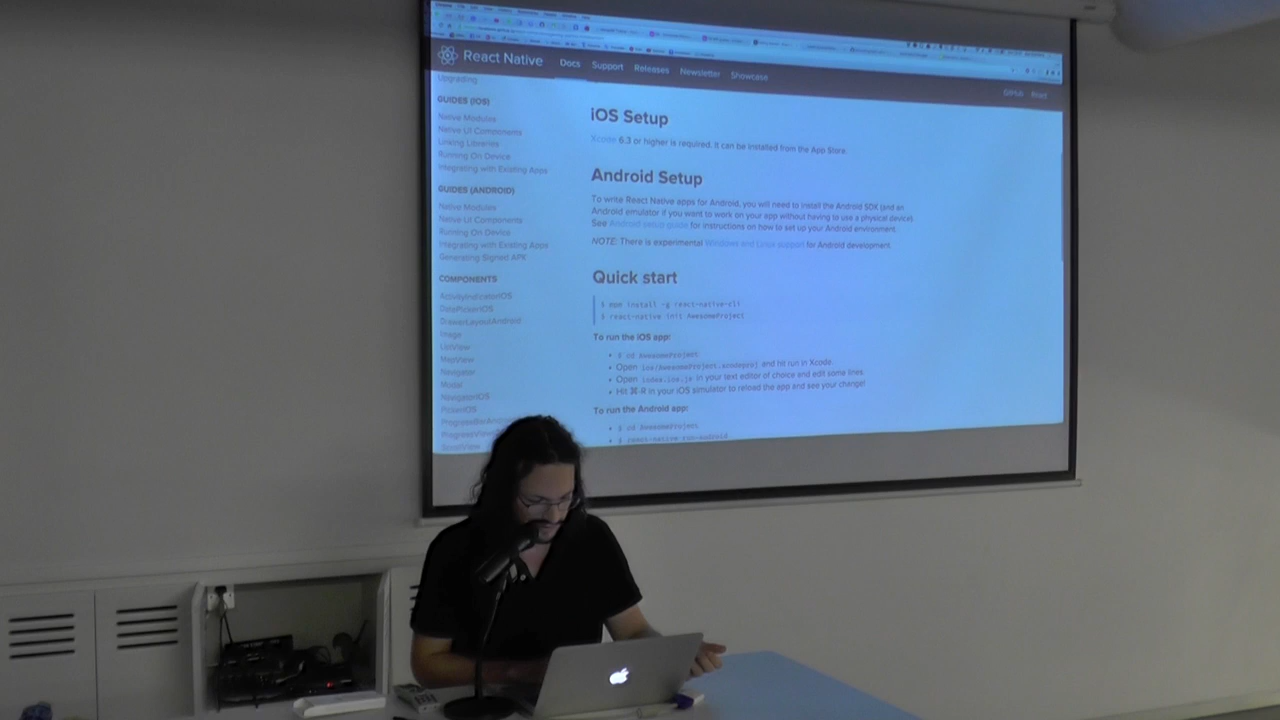 React Native Docs Support Releases Newsletter Showcase GitHub React
Upgrading
GUIDES (IOS)
Native Modules
Native UI Components
Linking Libraries
Running On Device
Integrating with Existing Apps
GUIDES (ANDROID)
Native Modules
Native UI Components
Running On Device
Integrating with Existing Apps
Generating Signed APK
COMPONENTS
ActivityIndicatorIOS
DatePickerIOS
DrawerLayoutAndroid
Image
ListView
MapView
Navigator
Modal
NavigatorIOS
PickerIOS
iOS Setup
Xcode 6.3 or higher is required. It can be installed from the App Store.
Android Setup
To write React Native apps for Android, you will need to install the Android SDK (and an
Android emulator if you want to work on your app without having to use a physical device).
See Android setup guide for instructions on how to set up your Android environment.
NOTE: There is experimental Windows and Linux support for Android development.
Quick start
$ npm install -g react-native-cli
$ react-native init AwesomeProject
To run the iOS app:
• $ cd AwesomeProject
• Open ios/AwesomeProject.xcodeproj and hit run in Xcode.
• Open index.ios.js in your text editor of choice and edit some lines
• Hit ⌘-R in your iOS simulator to reload the app and see your change!
To run the Android app:
• $ cd AwesomeProject
• $ react-native run-android